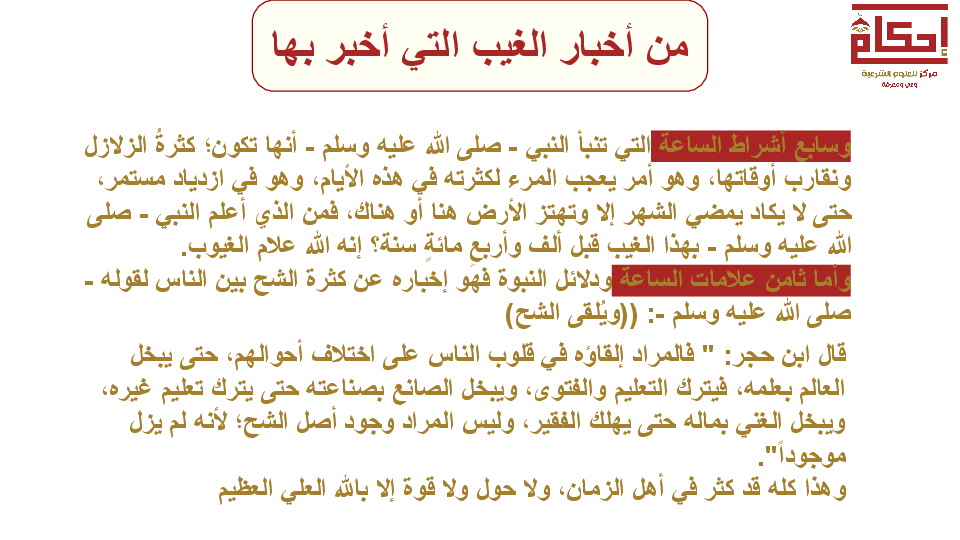 إحكام
مركز للعلوم الشرعية
وعي ومعرفة
من أخبار الغيب التي أخبر بها
وسابع أشراط الساعة التي تنبأ النبي - صلى الله عليه وسلم - أنها تكون؛ كثرةُ الزلازل
ونقارب أوقاتها، وهو أمر يعجب المرء لكثرته في هذه الأيام، وهو في ازدياد مستمر،
حتى لا يكاد يمضي الشهر إلا وتهتز الأرض هنا أو هناك، فمن الذي أعلم النبي - صلى
الله عليه وسلم - بهذا الغيب قبل ألف وأربع مائةٍ سنة؟ إنه الله علام الغيوب.
وأما ثامن علامات الساعة ودلائل النبوة فهَو إخباره عن كثرة الشح بين الناس لقوله -
صلى الله عليه وسلم -: ((ويُلقى الشح)
قال ابن حجر: " فالمراد إلقاؤه في قلوب الناس على اختلاف أحوالهم، حتى يبخل
العالم بعلمه، فيترك التعليم والفتوى، ويبخل الصانع بصناعته حتى يترك تعليم غيره،
ويبخل الغني بماله حتى يهلك الفقير، وليس المراد وجود أصل الشح؛ لأنه لم يزل
موجوداً".
وهذا كله قد كثر في أهل الزمان، ولا حول ولا قوة إلا بالله العلي العظيم